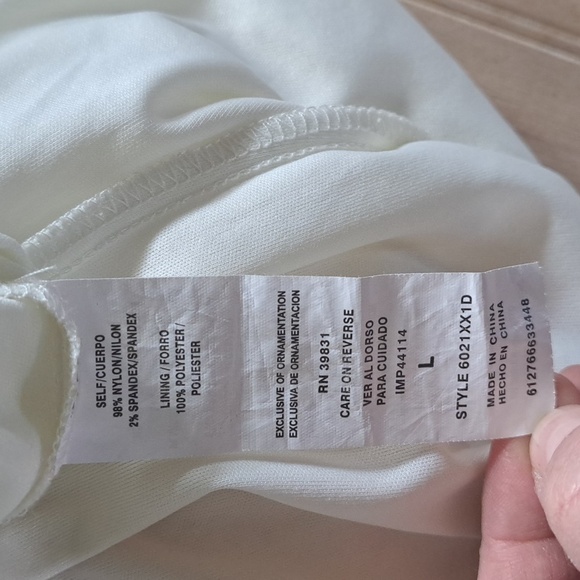 SELF/CUERPO
98% NYLON/NILON
2% SPANDEX/SPANDEX
LINING / FORRO
100% POLYESTER/
POLIESTER
EXCLUSIVE OF ORNAMENTATION
EXCLUSIVA DE ORNAMENTACION
RN 39831
CARE ON REVERSE
VER AL DORSO
PARA CUIDADO
IMP44114
L
STYLE 6021XX1D
MADE IN CHINA
HECHO EN CHINA
612766633448